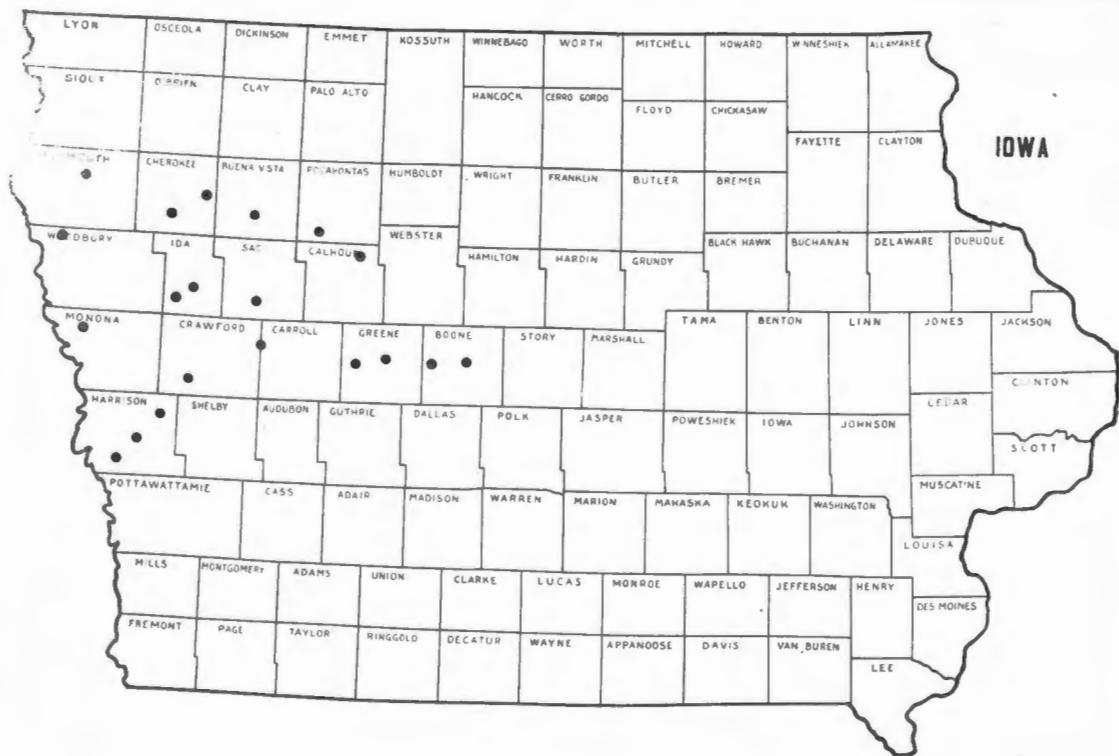 LYON OSCEOLA DICKINSON EMMET KOSSUTH WINNEBAGO WORTH MITCHELL HOWARD WINNESHIEK ALLAMAKEE
SIOUX O'BRIEN CLAY PALO ALTO HANCOCK CERRO GORDO FLOYD CHICKASAW
FAYETTE CLAYTON
IOWA
CHEROKEE BUENA VISTA POCAHONTAS HUMBOLDT WRIGHT FRANKLIN BUTLER BREMER
WOODBURY IDA SAC CALHOUN WEBSTER HAMILTON HARDIN GRUNDY BLACK HAWK BUCHANAN DELAWARE DUBUQUE
MONONA CRAWFORD CARROLL GREENE BOONE STORY MARSHALL TAMA BENTON LINN JONES JACKSON
CLINTON
HARRISON SHELBY AUDUBON GUTHRIE DALLAS POLK JASPER POWESHIEK IOWA JOHNSON CEDAR
SCOTT
POTTAWATTAMIE CASS ADAIR MADISON WARREN MARION MAHASKA KEOKUK WASHINGTON MUSCATINE
LOUISA
MILLS MONTGOMERY ADAMS UNION CLARKE LUCAS MONROE WAPELLO JEFFERSON HENRY DES MOINES
FREMONT PAGE TAYLOR RINGGOLD DECATUR WAYNE APPANOOSE DAVIS VAN BUREN
LEE